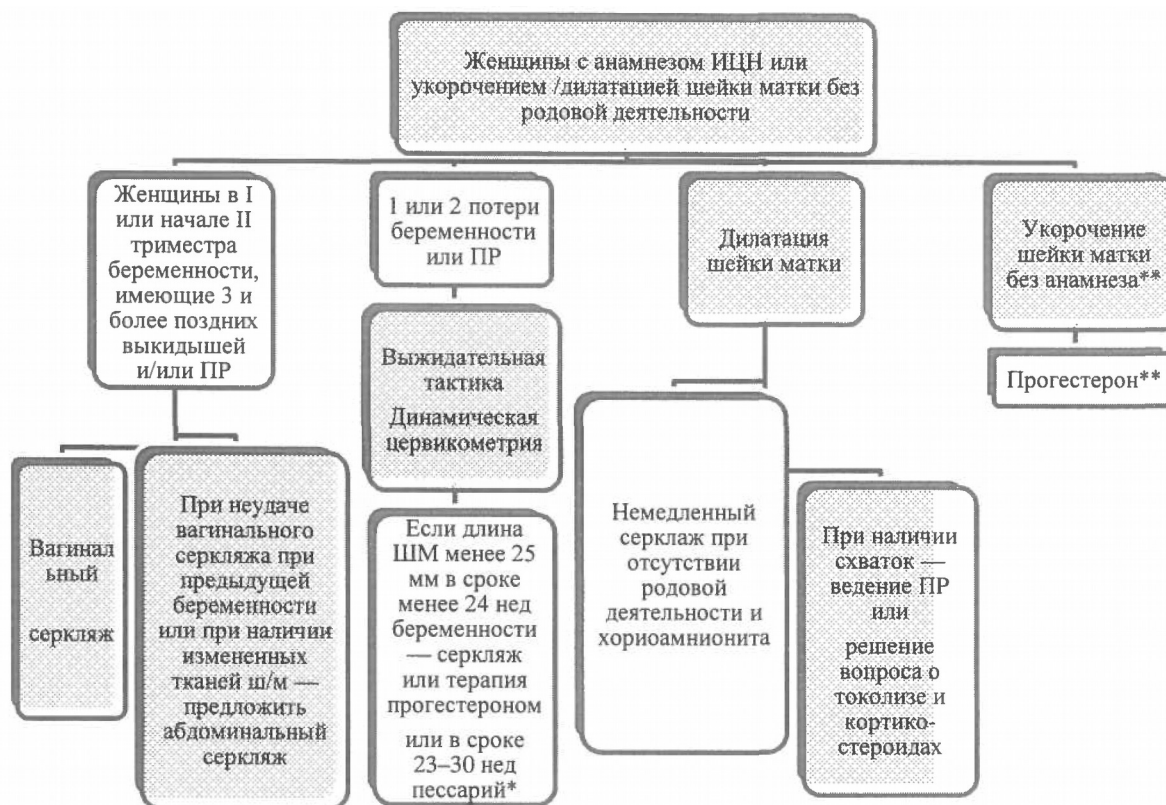 Женщины с анамнезом ИЦН или
укорочением /дилатацией шейки матки без
родовой деятельности
Женщины в I
или начале II
триместра
беременности,
имеющие 3 и
более поздних
выкидышей
и/или ПР
Вагинал
ьный
серкляж
При неудаче
вагинального
серкляжа при
предыдущей
беременности
или при наличии
измененных
тканей ш/м —
предложить
абдоминальный
серкляж
1 или 2 потери
беременности
или ПР
Выжидательная
тактика
Динамическая
цервикометрия
Если длина
ШМ менее 25
мм в сроке
менее 24 нед
беременности
— серкляж
или терапия
прогестероном
или в сроке
23–30 нед
пессарий*
Дилатация
шейки матки
Немедленный
серклаж при
отсутствии
родовой
деятельности и
хориоамнионита
При наличии
схваток —
ведение ПР
или
решение
вопроса о
токолизе и
кортико-
стероидах
Укорочение
шейки матки
без анамнеза**
Прогестерон**